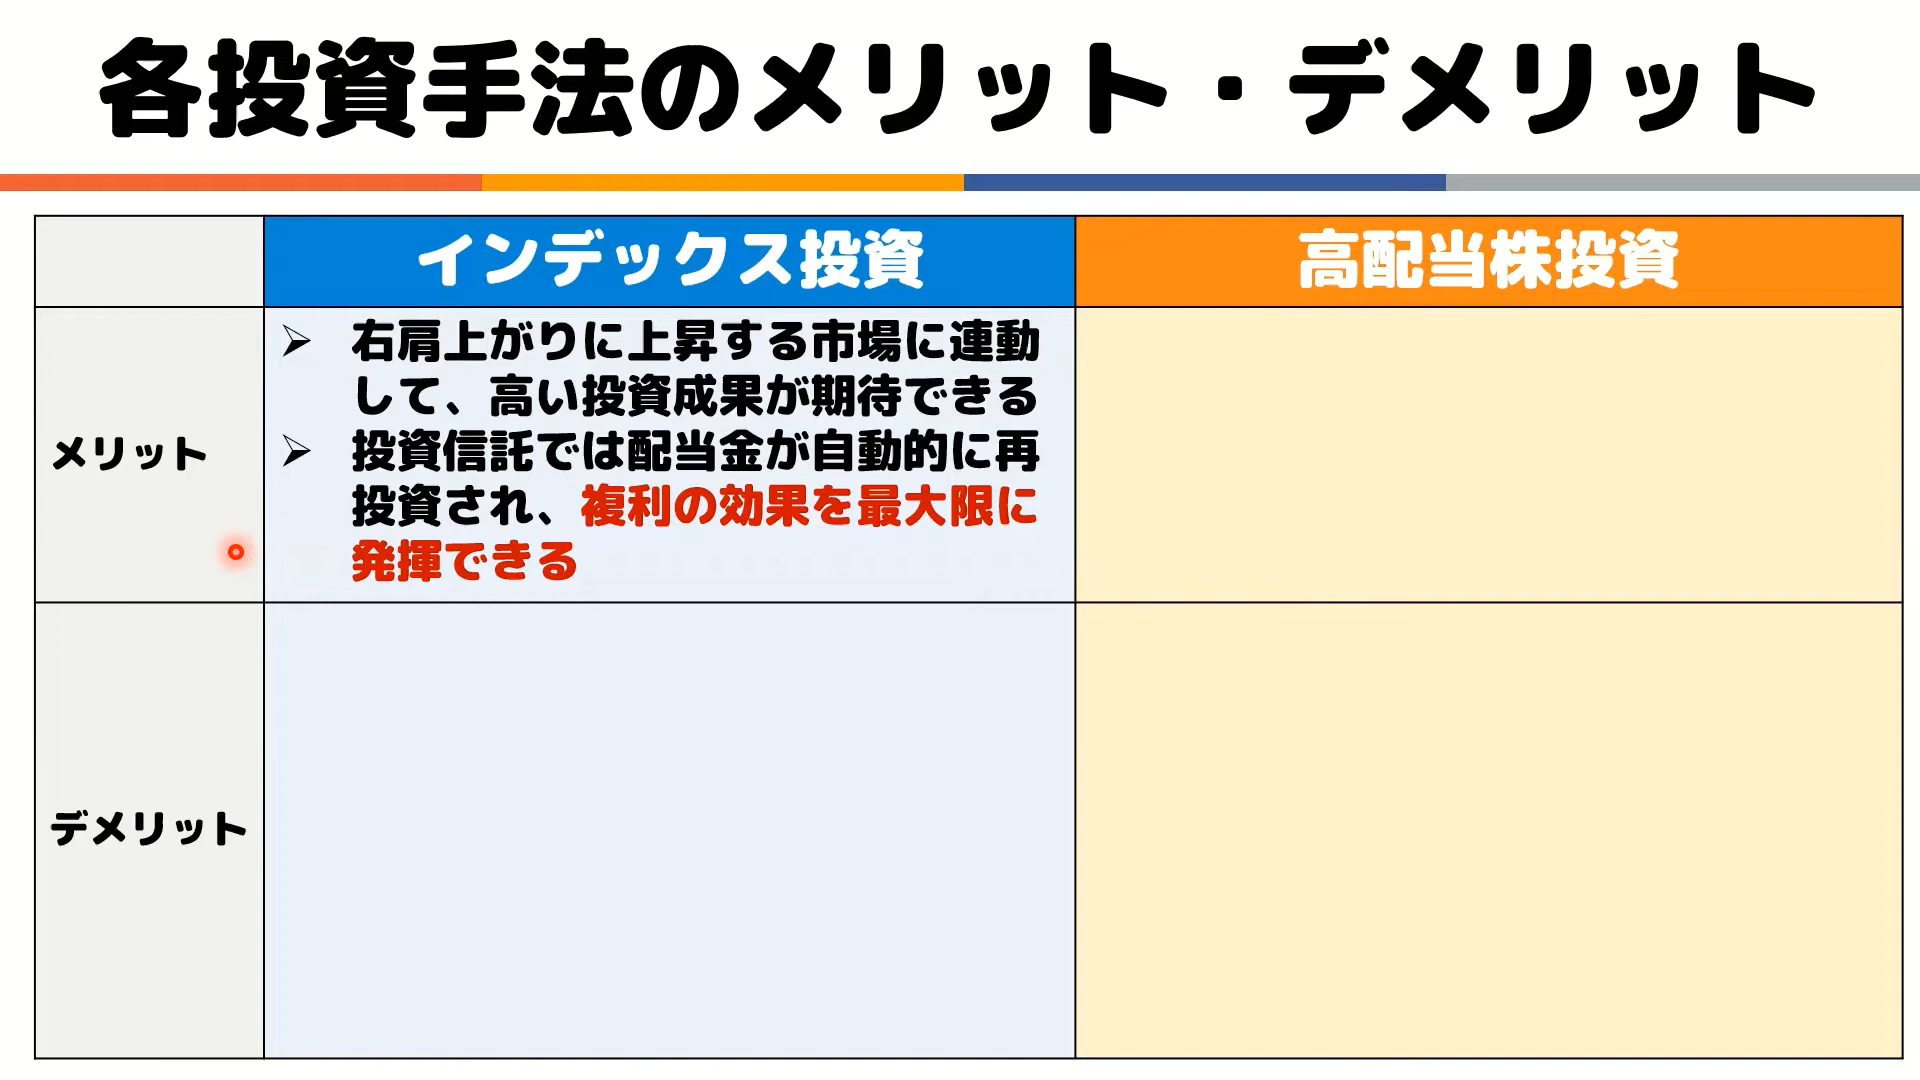 各投資手法のメリット・デメリット
インデックス投資
高配当株投資
メリット
➢ 右肩上がりに上昇する市場に連動
して、高い投資成果が期待できる
➢ 投資信託では配当金が自動的に再
投資され、複利の効果を最大限に
発揮できる
デメリット